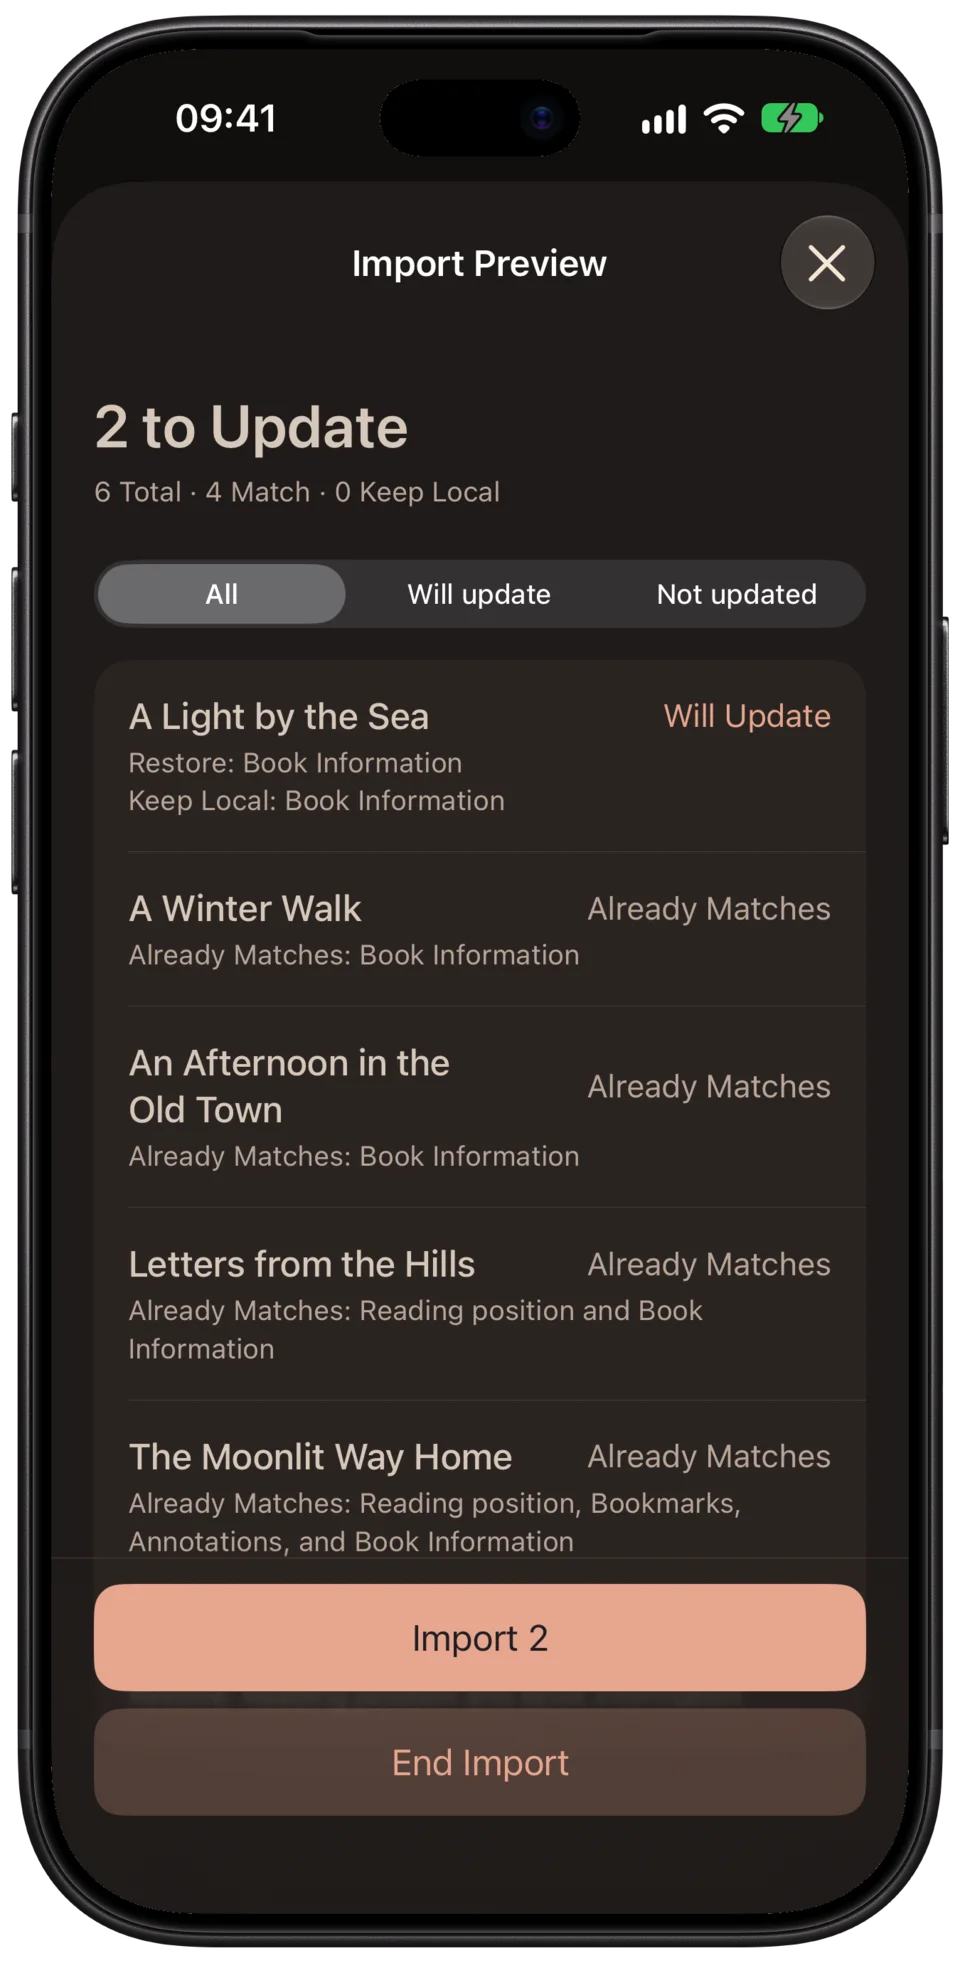 09:41
Import Preview
2 to Update
6 Total · 4 Match · 0 Keep Local
All
Will update
Not updated
A Light by the Sea
Will Update
Restore: Book Information
Keep Local: Book Information
A Winter Walk
Already Matches
Already Matches: Book Information
An Afternoon in the
Old Town
Already Matches
Already Matches: Book Information
Letters from the Hills
Already Matches
Already Matches: Reading position and Book
Information
The Moonlit Way Home
Already Matches
Already Matches: Reading position, Bookmarks,
Annotations, and Book Information
Import 2
End Import